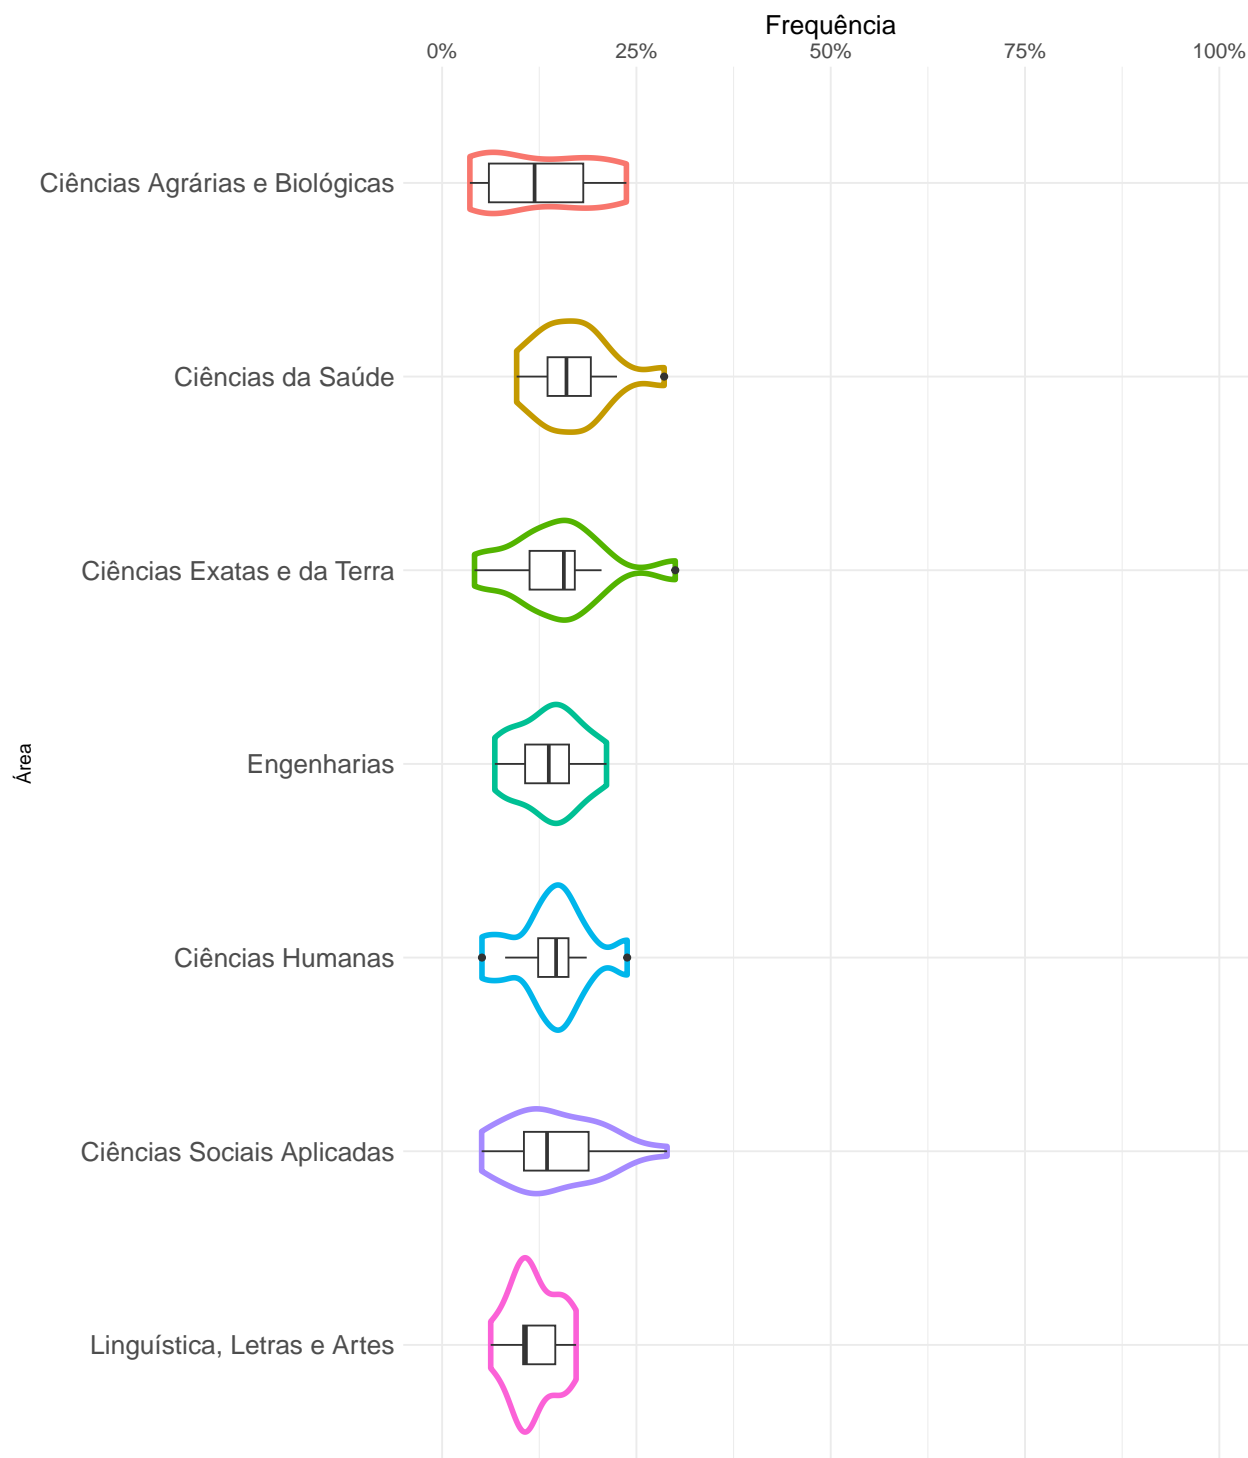 Frequência
0% 25% 50% 75% 100%
Ciências Agrárias e Biológicas
Ciências da Saúde
Ciências Exatas e da Terra
Engenharias
Área
Ciências Humanas
Ciências Sociais Aplicadas
Linguística, Letras e Artes